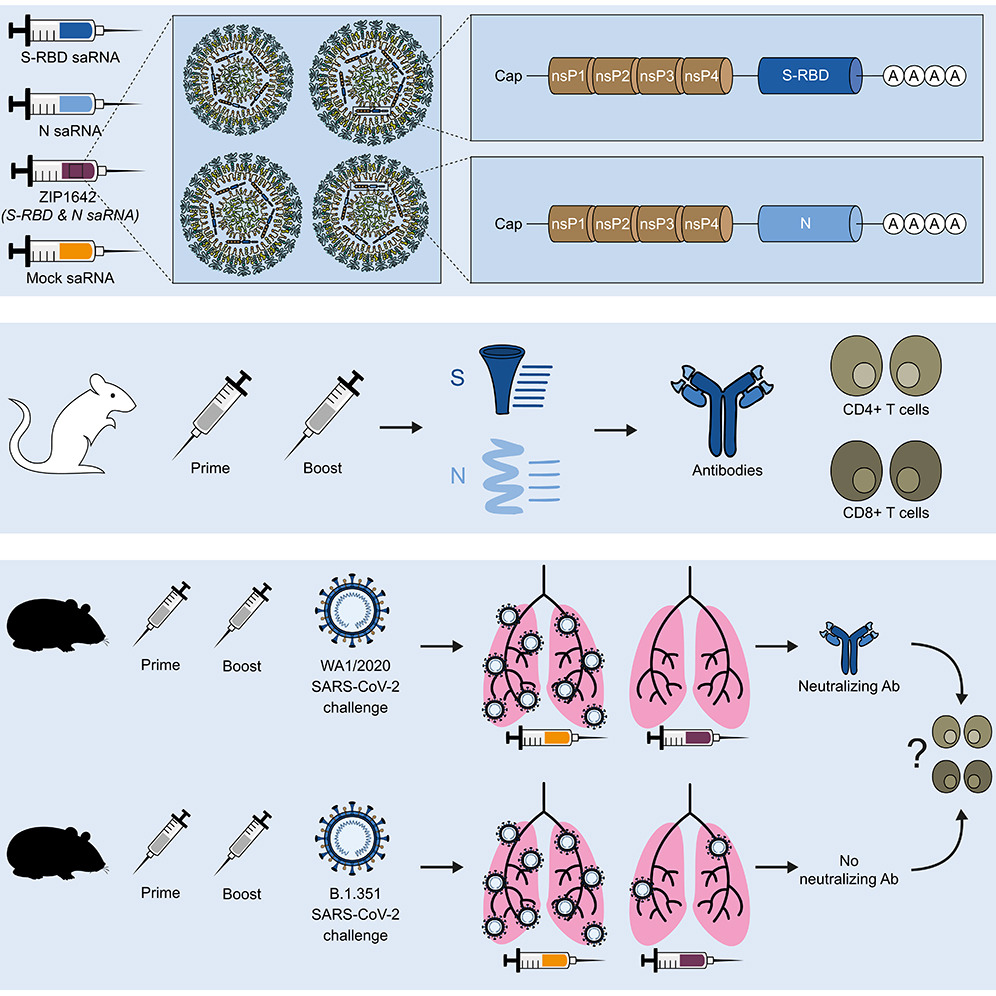 S-RBD saRNA
N saRNA
ZIP1642
(S-RBD & N saRNA)
Mock saRNA
Cap nsP1 nsP2 nsP3 nsP4 S-RBD A A A A
Cap nsP1 nsP2 nsP3 nsP4 N A A A A
S
N
Prime
Boost
Antibodies
CD4+ T cells
CD8+ T cells
Prime
Boost
WA1/2020
SARS-CoV-2
challenge
Neutralizing Ab
?
Prime
Boost
B.1.351
SARS-CoV-2
challenge
No
neutralizing Ab